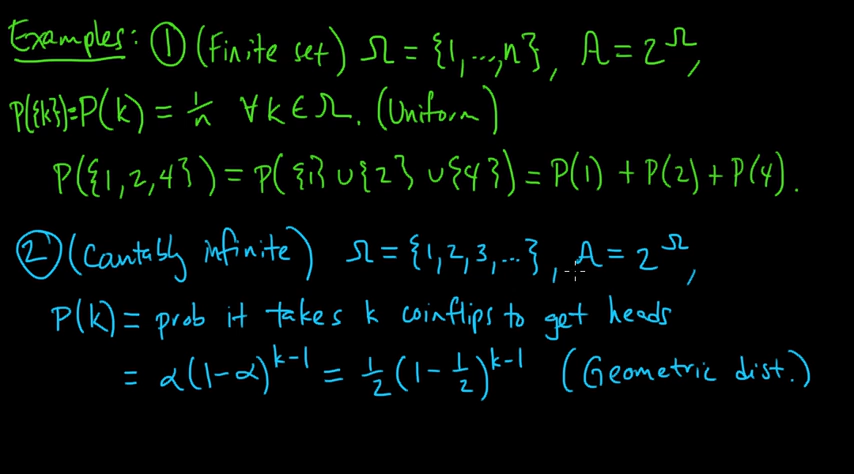 Examples: ① (Finite set) Ω = {1, ..., n}, A = 2^Ω,
P({k}) = P(k) = 1/n ∀ k ∈ Ω. (Uniform)
P({1, 2, 4}) = P({1} ∪ {2} ∪ {4}) = P(1) + P(2) + P(4).
② (Cantably infinite) Ω = {1, 2, 3, ...}, A = 2^Ω,
P(k) = prob it takes k coinflips to get heads
= α(1-α)^{k-1} = 1/2 (1 - 1/2)^{k-1} (Geometric dist.)